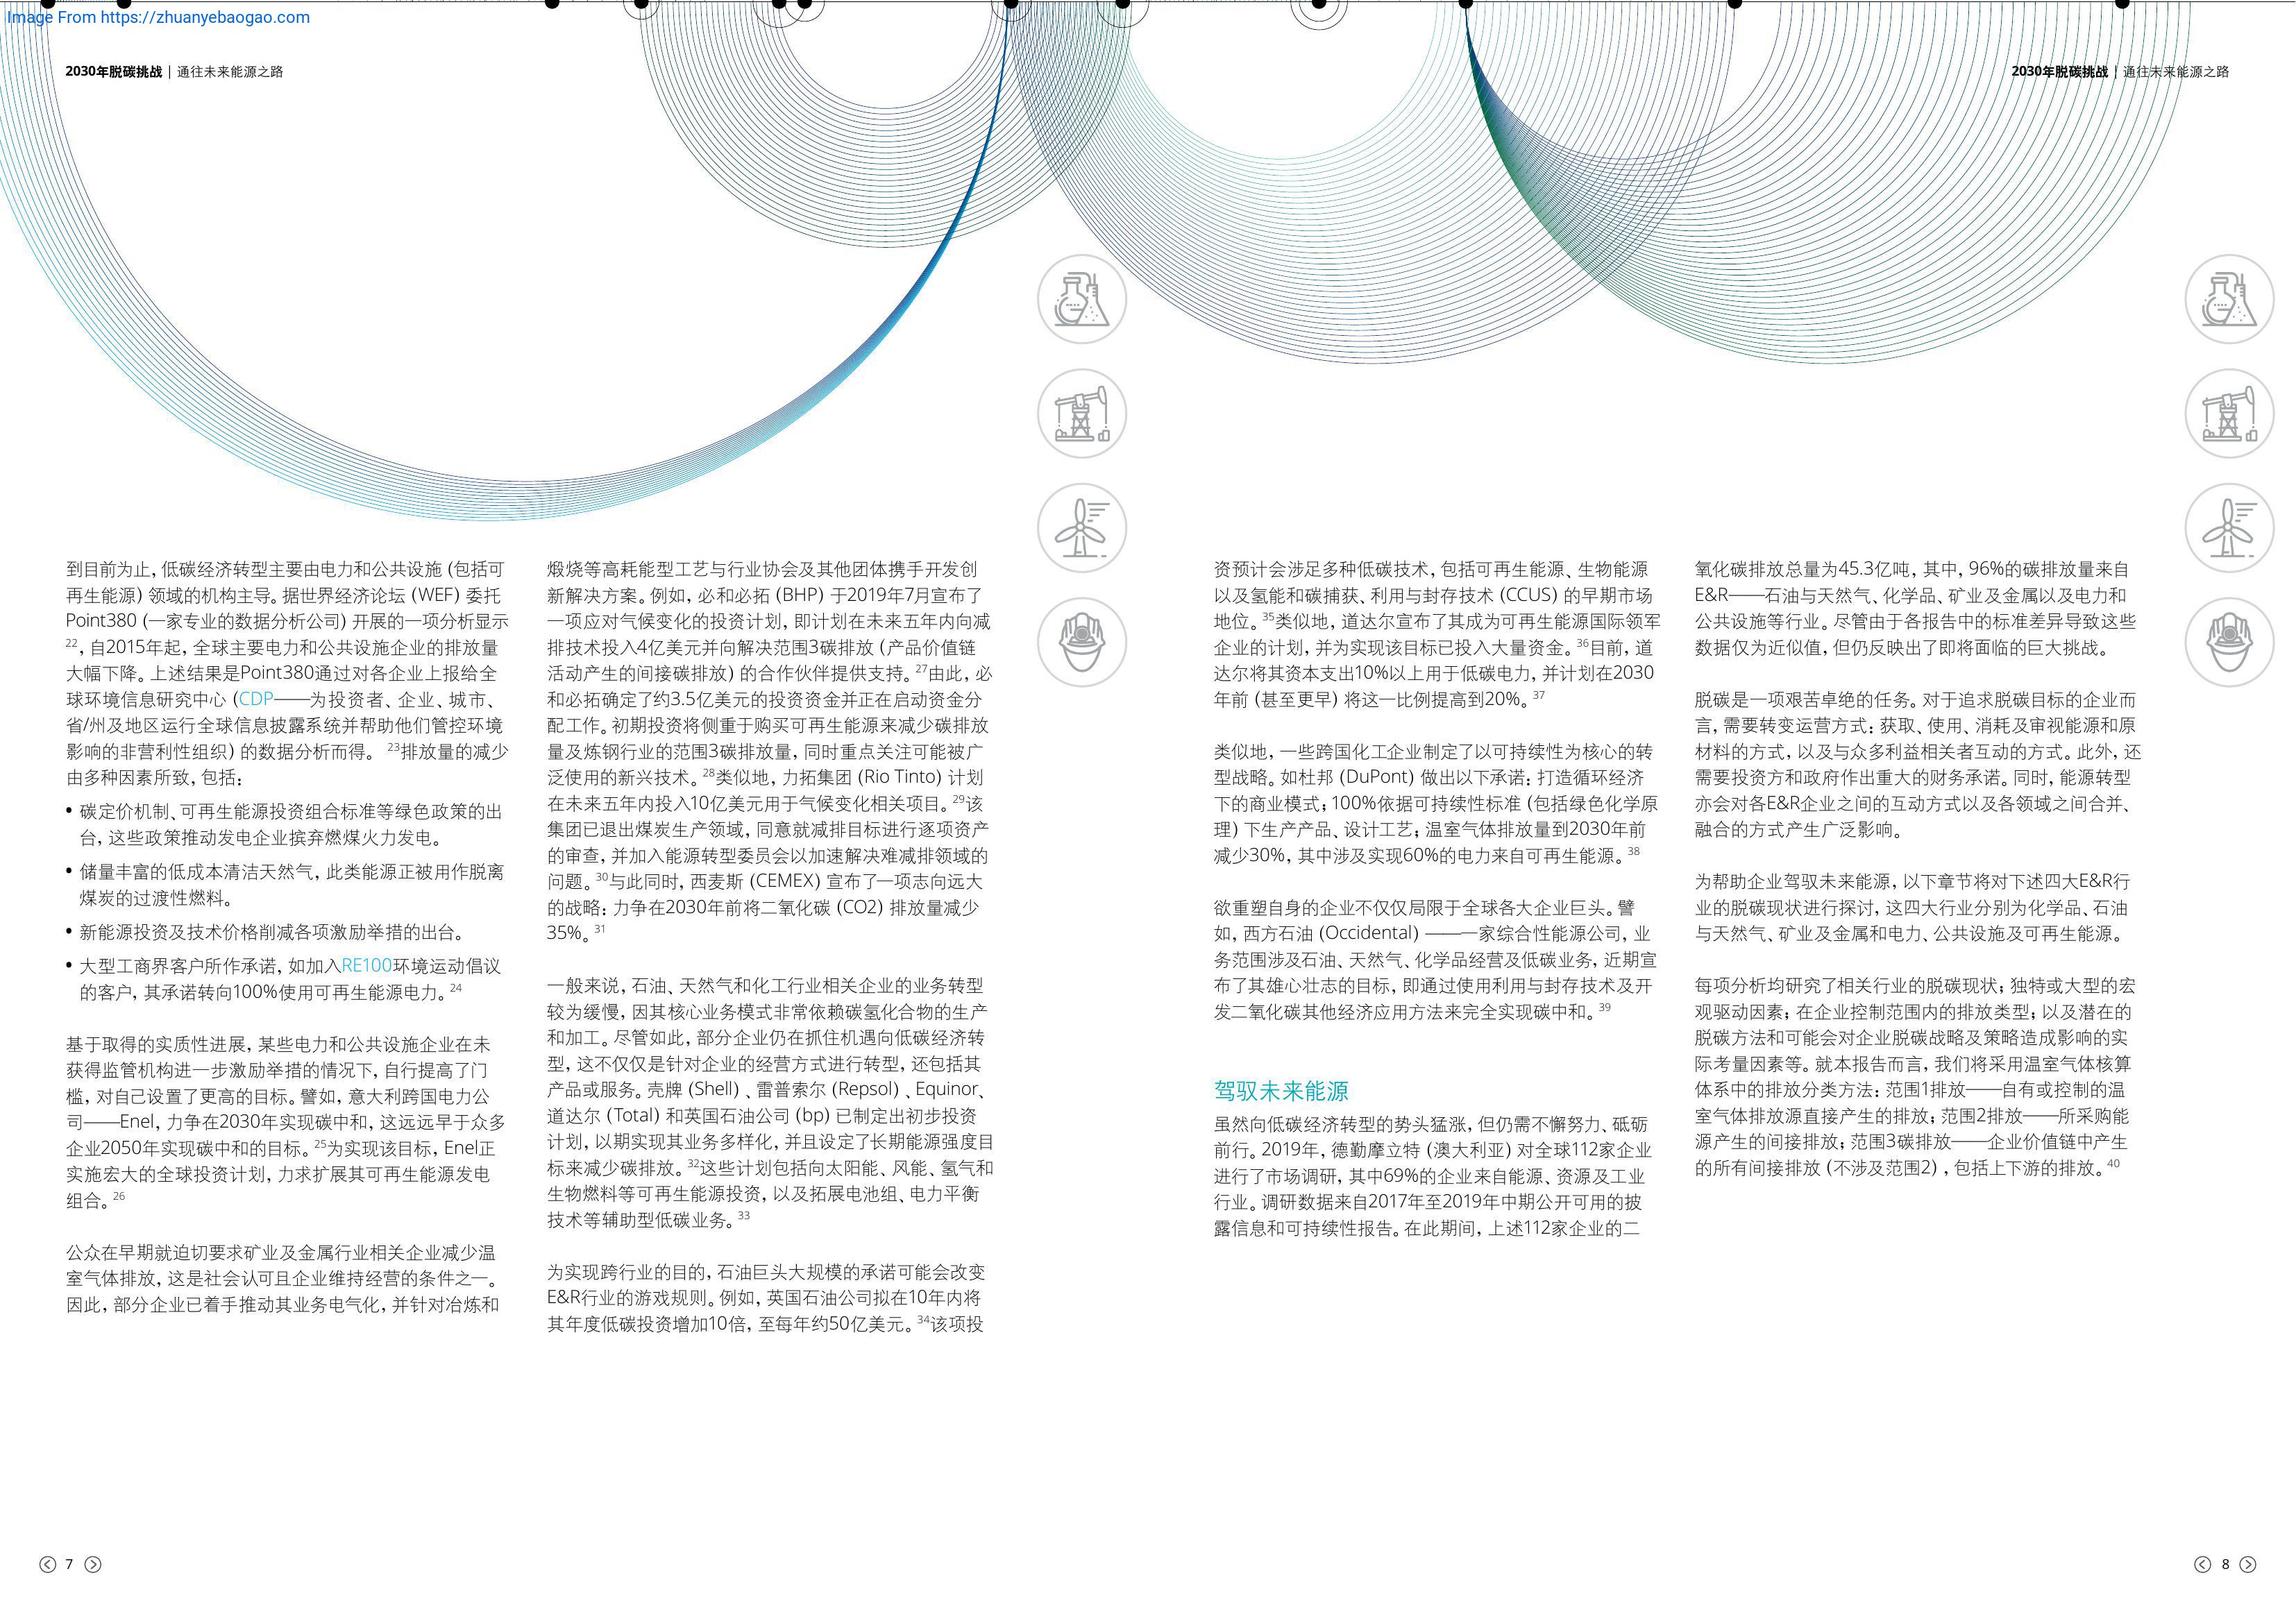 Image From https://zhuanyebaogao.com
2030年脱碳挑战 | 通往未来能源之路
2030年脱碳挑战 | 通往未来能源之路
到目前为止，低碳经济转型主要由电力和公共设施（包括可
再生能源）领域的机构主导。据世界经济论坛（WEF）委托
Point380（一家专业的数据分析公司）开展的一项分析显示
22，自2015年起，全球主要电力和公共设施企业的排放量
大幅下降。上述结果是Point380通过对各企业上报给全
球环境信息研究中心（CDP——为投资者、企业、城市、
省/州及地区运行全球信息披露系统并帮助他们管控环境
影响的非营利性组织）的数据分析而得。 23排放量的减少
由多种因素所致，包括：
• 碳定价机制、可再生能源投资组合标准等绿色政策的出
台，这些政策推动发电企业摈弃燃煤火力发电。
• 储量丰富的低成本清洁天然气，此类能源正被用作脱离
煤炭的过渡性燃料。
• 新能源投资及技术价格削减各项激励举措的出台。
• 大型工商界客户所作承诺，如加入RE100环境运动倡议
的客户，其承诺转向100%使用可再生能源电力。24
基于取得的实质性进展，某些电力和公共设施企业在未
获得监管机构进一步激励举措的情况下，自行提高了门
槛，对自己设置了更高的目标。譬如，意大利跨国电力公
司——Enel，力争在2030年实现碳中和，这远远早于众多
企业2050年实现碳中和的目标。25为实现该目标，Enel正
实施宏大的全球投资计划，力求扩展其可再生能源发电
组合。26
公众在早期就迫切要求矿业及金属行业相关企业减少温
室气体排放，这是社会认可且企业维持经营的条件之一。
因此，部分企业已着手推动其业务电气化，并针对冶炼和
煅烧等高耗能型工艺与行业协会及其他团体携手开发创
新解决方案。例如，必和必拓（BHP）于2019年7月宣布了
一项应对气候变化的投资计划，即计划在未来五年内向减
排技术投入4亿美元并向解决范围3碳排放（产品价值链
活动产生的间接碳排放）的合作伙伴提供支持。27由此，必
和必拓确定了约3.5亿美元的投资资金并正在启动资金分
配工作。初期投资将侧重于购买可再生能源来减少碳排放
量及炼钢行业的范围3碳排放量，同时重点关注可能被广
泛使用的新兴技术。28类似地，力拓集团（Rio Tinto）计划
在未来五年内投入10亿美元用于气候变化相关项目。29该
集团已退出煤炭生产领域，同意就减排目标进行逐项资产
的审查，并加入能源转型委员会以加速解决难减排领域的
问题。30与此同时，西麦斯（CEMEX）宣布了一项志向远大
的战略：力争在2030年前将二氧化碳（CO2）排放量减少
35%。31
一般来说，石油、天然气和化工行业相关企业的业务转型
较为缓慢，因其核心业务模式非常依赖碳氢化合物的生产
和加工。尽管如此，部分企业仍在抓住机遇向低碳经济转
型，这不仅仅是针对企业的经营方式进行转型，还包括其
产品或服务。壳牌（Shell）、雷普索尔（Repsol）、Equinor、
道达尔（Total）和英国石油公司（bp）已制定出初步投资
计划，以期实现其业务多样化，并且设定了长期能源强度目
标来减少碳排放。32这些计划包括向太阳能、风能、氢气和
生物燃料等可再生能源投资，以及拓展电池组、电力平衡
技术等辅助型低碳业务。33
为实现跨行业的目的，石油巨头大规模的承诺可能会改变
E&R行业的游戏规则。例如，英国石油公司拟在10年内将
其年度低碳投资增加10倍，至每年约50亿美元。34该项投
资预计会涉足多种低碳技术，包括可再生能源、生物能源
以及氢能和碳捕获、利用与封存技术（CCUS）的早期市场
地位。35类似地，道达尔宣布了其成为可再生能源国际领军
企业的计划，并为实现该目标已投入大量资金。36目前，道
达尔将其资本支出10%以上用于低碳电力，并计划在2030
年前（甚至更早）将这一比例提高到20%。37
类似地，一些跨国化工企业制定了以可持续性为核心的转
型战略。如杜邦（DuPont）做出以下承诺：打造循环经济
下的商业模式；100%依据可持续性标准（包括绿色化学原
理）下生产产品、设计工艺；温室气体排放量到2030年前
减少30%，其中涉及实现60%的电力来自可再生能源。38
欲重塑自身的企业不仅仅局限于全球各大企业巨头。譬
如，西方石油（Occidental）——一家综合性能源公司，业
务范围涉及石油、天然气、化学品经营及低碳业务，近期宣
布了其雄心壮志的目标，即通过使用利用与封存技术及开
发二氧化碳其他经济应用方法来完全实现碳中和。39
驾驭未来能源
虽然向低碳经济转型的势头猛涨，但仍需不懈努力、砥砺
前行。2019年，德勤摩立特（澳大利亚）对全球112家企业
进行了市场调研，其中69%的企业来自能源、资源及工业
行业。调研数据来自2017年至2019年中期公开可用的披
露信息和可持续性报告。在此期间，上述112家企业的二
氧化碳排放总量为45.3亿吨，其中，96%的碳排放量来自
E&R——石油与天然气、化学品、矿业及金属以及电力和
公共设施等行业。尽管由于各报告中的标准差异导致这些
数据仅为近似值，但仍反映出了即将面临的巨大挑战。
脱碳是一项艰苦卓绝的任务。对于追求脱碳目标的企业而
言，需要转变运营方式：获取、使用、消耗及审视能源和原
材料的方式，以及与众多利益相关者互动的方式。此外，还
需要投资方和政府作出重大的财务承诺。同时，能源转型
亦会对各E&R企业之间的互动方式以及各领域之间合并、
融合的方式产生广泛影响。
为帮助企业驾驭未来能源，以下章节将对下述四大E&R行
业的脱碳现状进行探讨，这四大行业分别为化学品、石油
与天然气、矿业及金属和电力、公共设施及可再生能源。
每项分析均研究了相关行业的脱碳现状；独特或大型的宏
观驱动因素；在企业控制范围内的排放类型；以及潜在的
脱碳方法和可能会对企业脱碳战略及策略造成影响的实
际考量因素等。就本报告而言，我们将采用温室气体核算
体系中的排放分类方法：范围1排放——自有或控制的温
室气体排放源直接产生的排放；范围2排放——所采购能
源产生的间接排放；范围3碳排放——企业价值链中产生
的所有间接排放（不涉及范围2），包括上下游的排放。40
7
8